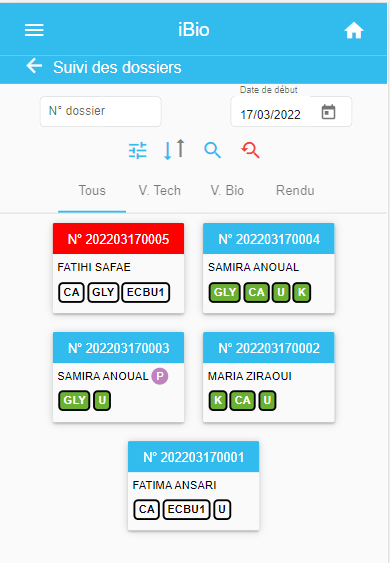 iBio
Suivi des dossiers
N° dossier
Date de début
17/03/2022
Tous V. Tech V. Bio Rendu
N° 202203170005
FATIHI SAFAE
CA GLY ECBU1
N° 202203170004
SAMIRA ANOUAL
GLY CA U K
N° 202203170003
SAMIRA ANOUAL P
GLY U
N° 202203170002
MARIA ZIRAOUI
K CA U
N° 202203170001
FATIMA ANSARI
CA ECBU1 U